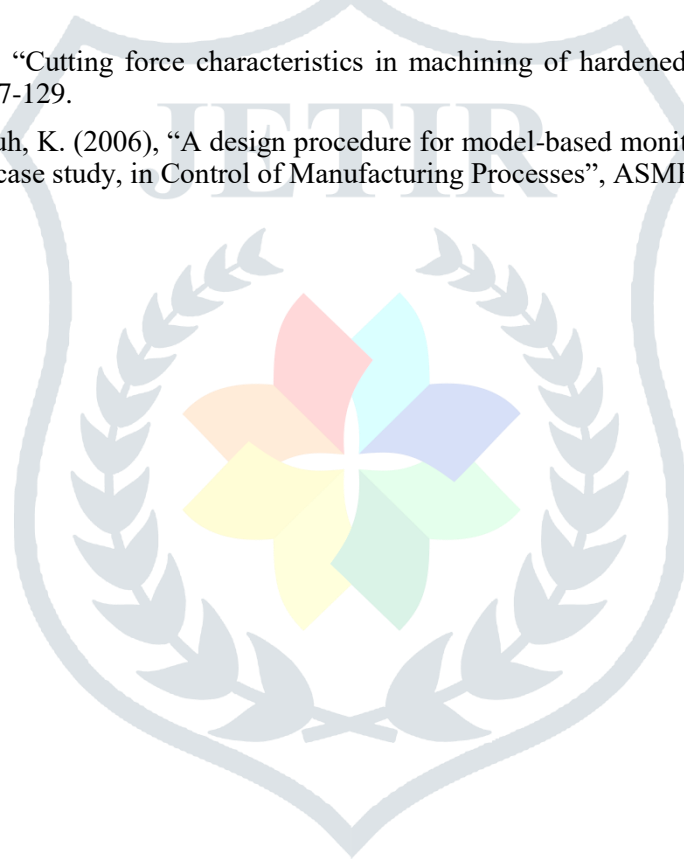 “Cutting force characteristics in machining of hardened
7-129.
uh, K. (2006), “A design procedure for model-based monit
case study, in Control of Manufacturing Processes”, ASME
JETIR